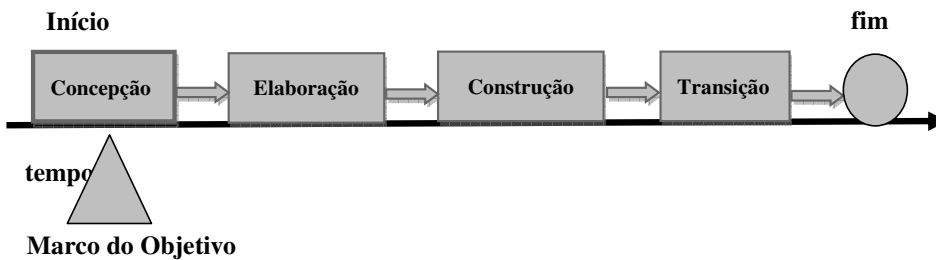 Início fim
Concepção Elaboração Construção Transição
tempo
Marco do Objetivo